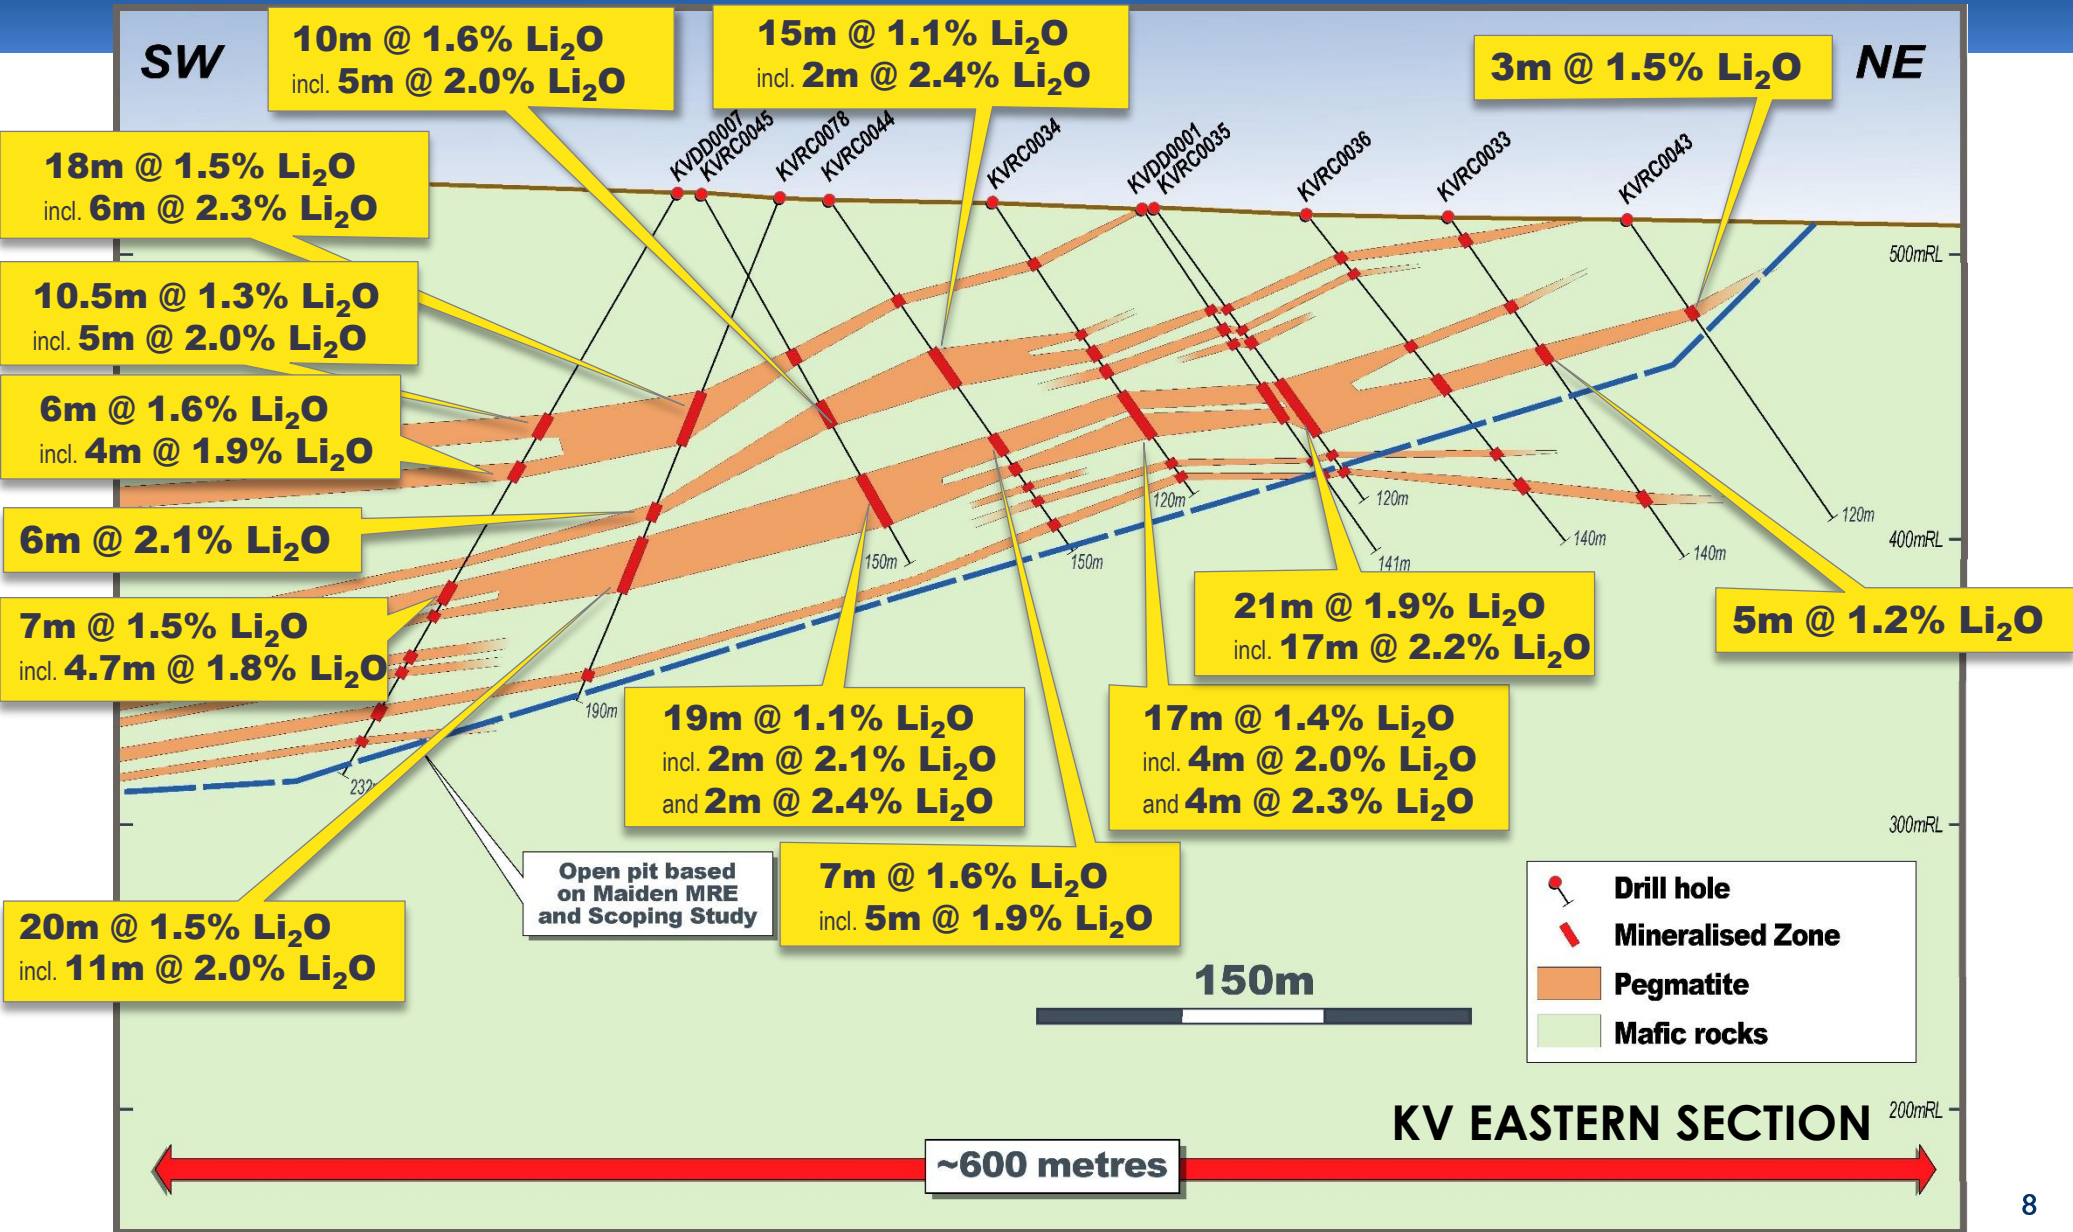 SW
10m @ 1.6% Li2O
incl. 5m @ 2.0% Li2O
15m @ 1.1% Li2O
incl. 2m @ 2.4% Li2O
3m @ 1.5% Li2O
NE
18m @ 1.5% Li2O
incl. 6m @ 2.3% Li2O
KVDD0007
KVRC0045
KVRC0078
KVRC0044
KVRC0034
KVDD0001
KVRC0035
KVRC0036
KVRC0033
KVRC0043
500mRL
10.5m @ 1.3% Li2O
incl. 5m @ 2.0% Li2O
6m @ 1.6% Li2O
incl. 4m @ 1.9% Li2O
6m @ 2.1% Li2O
150m
150m
120m
120m
141m
140m
140m
120m
400mRL
7m @ 1.5% Li2O
incl. 4.7m @ 1.8% Li2O
21m @ 1.9% Li2O
incl. 17m @ 2.2% Li2O
5m @ 1.2% Li2O
190m
232m
19m @ 1.1% Li2O
incl. 2m @ 2.1% Li2O
and 2m @ 2.4% Li2O
17m @ 1.4% Li2O
incl. 4m @ 2.0% Li2O
and 4m @ 2.3% Li2O
300mRL
Open pit based
on Maiden MRE
and Scoping Study
7m @ 1.6% Li2O
incl. 5m @ 1.9% Li2O
20m @ 1.5% Li2O
incl. 11m @ 2.0% Li2O
Drill hole
Mineralised Zone
Pegmatite
Mafic rocks
150m
KV EASTERN SECTION
200mRL
~600 metres
8